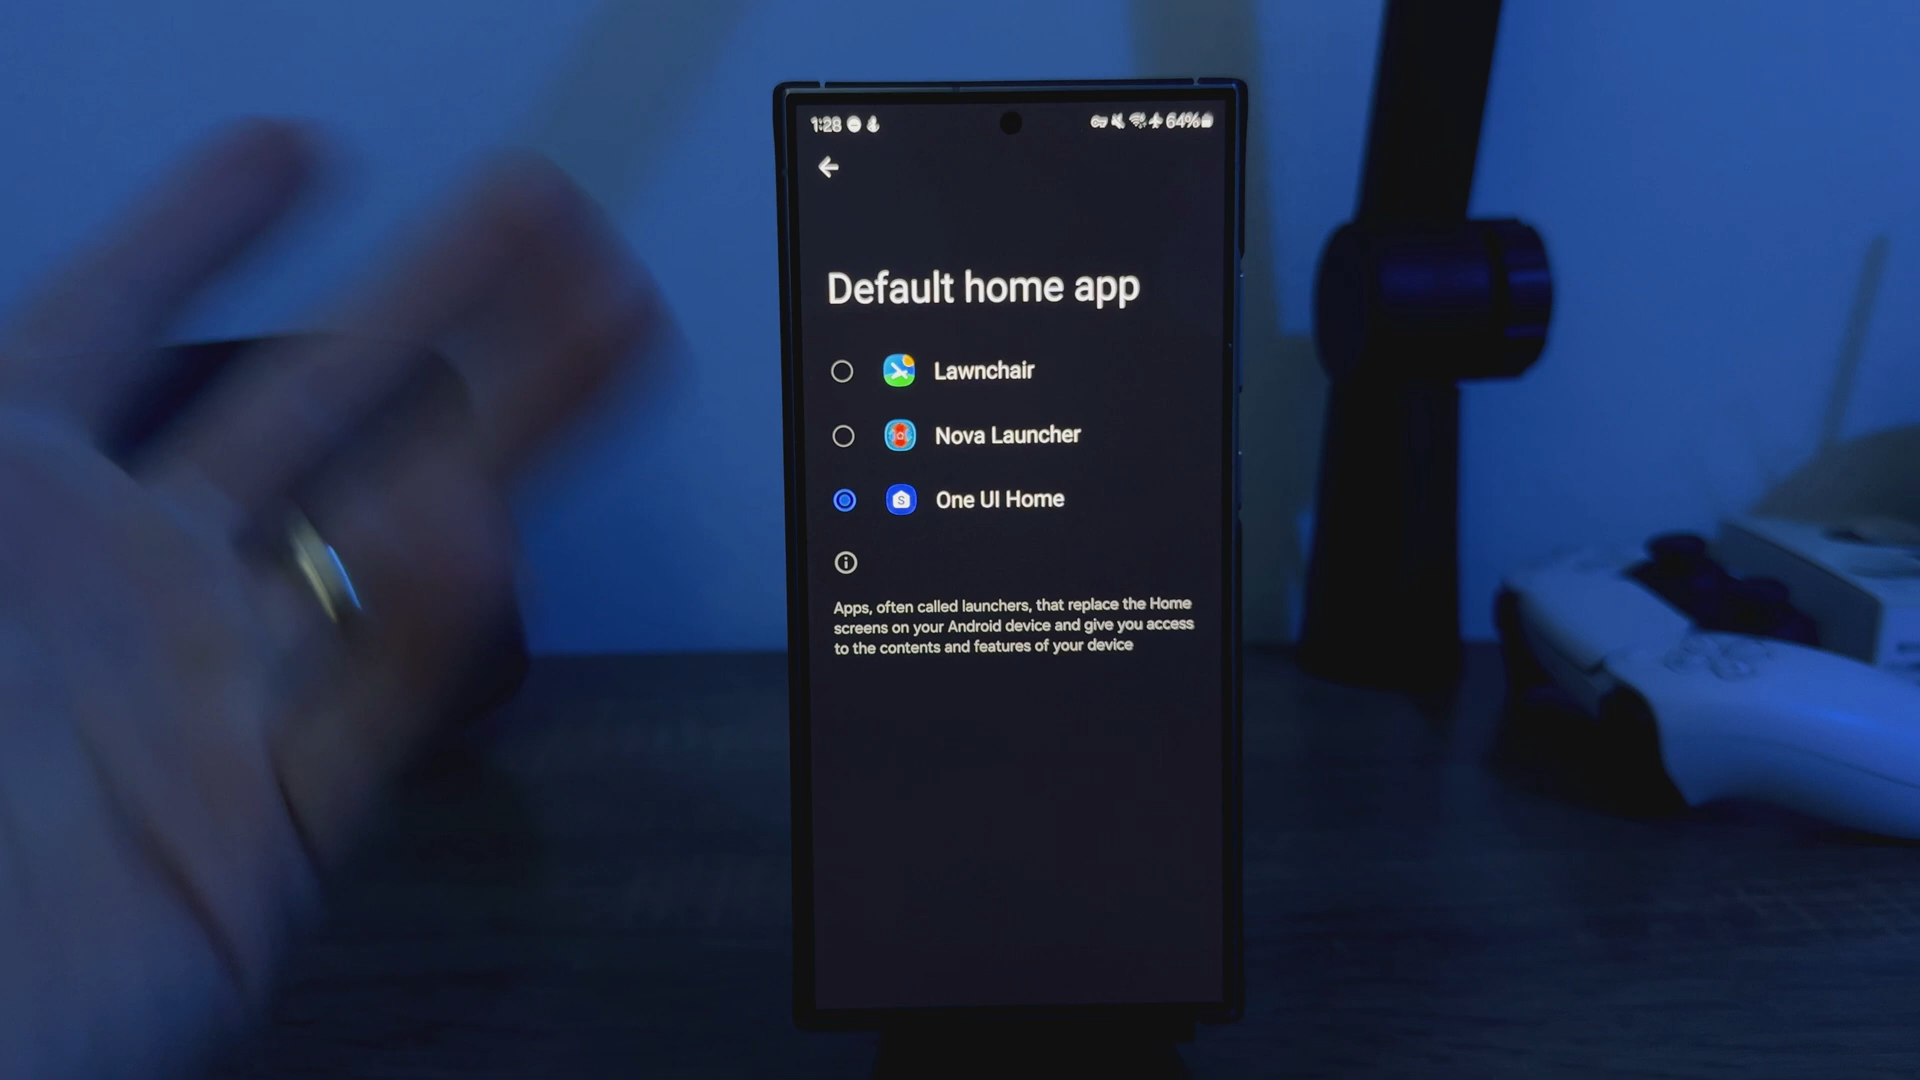 1:28
64%
Default home app
Lawnchair
Nova Launcher
One UI Home
Apps, often called launchers, that replace the Home
screens on your Android device and give you access
to the contents and features of your device